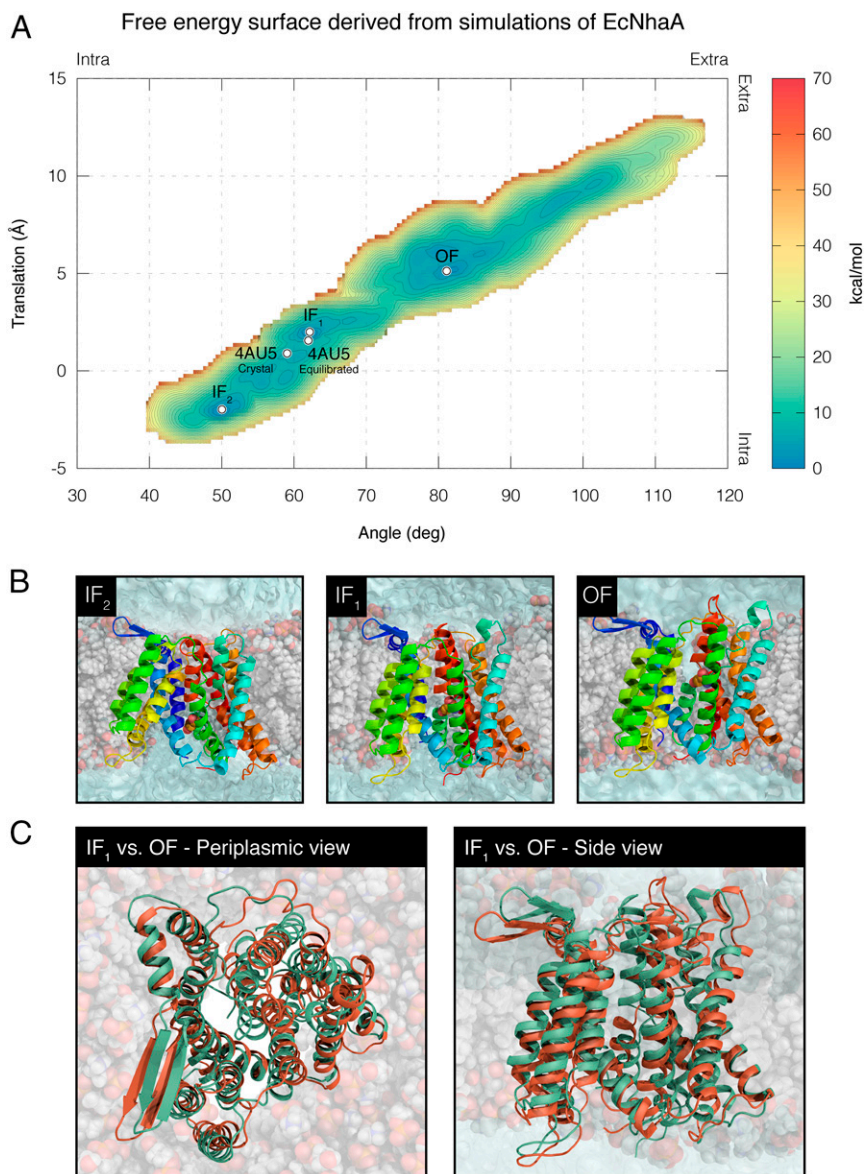 A
Free energy surface derived from simulations of EcNhaA
Intra
Extra
15
10
5
0
-5
Translation (Å)
Extra
Intra
OF
IF₁
4AU5
Crystal
4AU5
Equilibrated
IF₂
30 40 50 60 70 80 90 100 110 120
Angle (deg)
70
60
50
40
30
20
10
0
kcal/mol
B
IF₂
IF₁
OF
C
IF₁ vs. OF - Periplasmic view
IF₁ vs. OF - Side view